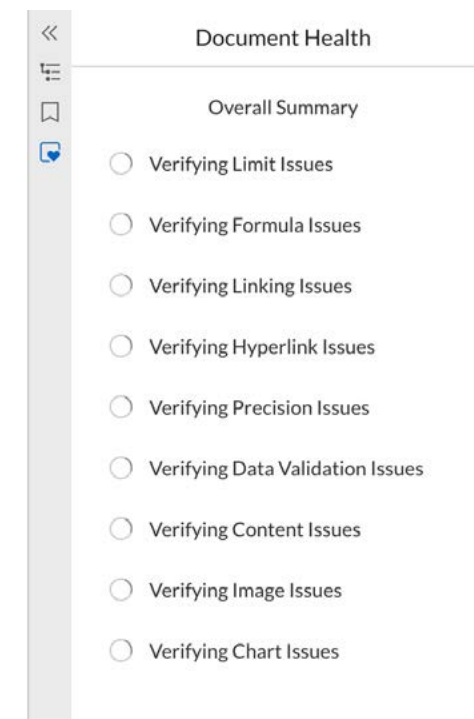 Document Health
Overall Summary
Verifying Limit Issues
Verifying Formula Issues
Verifying Linking Issues
Verifying Hyperlink Issues
Verifying Precision Issues
Verifying Data Validation Issues
Verifying Content Issues
Verifying Image Issues
Verifying Chart Issues